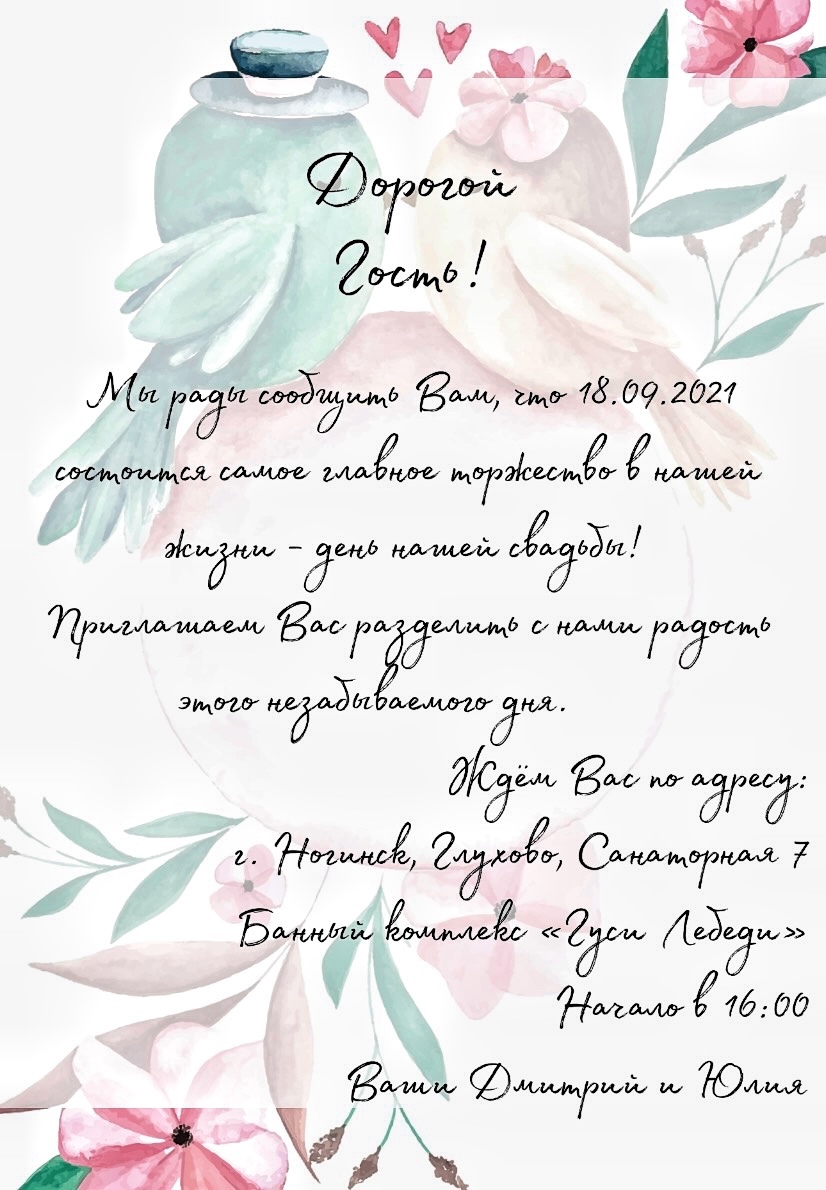 Дорогой
Гость!
Мы рады сообщить Вам, что 18.09.2021
состоится самое главное торжество в нашей
жизни - день нашей свадьбы!
Приглашаем Вас разделить с нами радость
этого незабываемого дня.
Ждём Вас по адресу:
г. Ногинск, Глухово, Санаторная 7
Банный комплекс «Гуси Лебеди»
Начало в 16:00
Ваши Дмитрий и Юлия